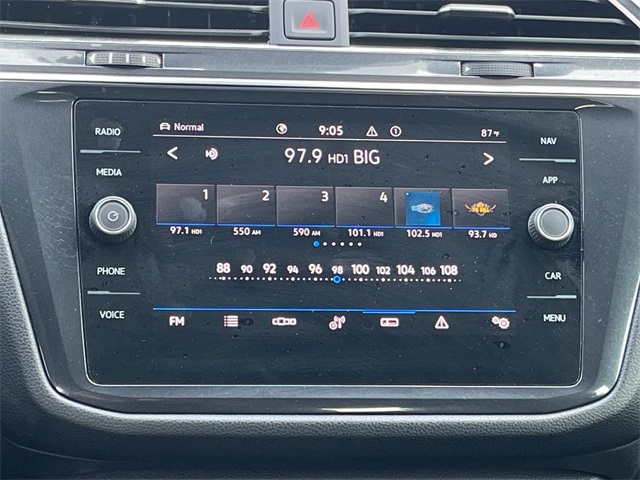 RADIO
MEDIA
PHONE
VOICE
Normal 9:05 87°F
97.9 HD1 BIG
1 2 3 4
97.1 HD1 550 AM 590 AM 101.1 HD1 102.5 HD1 93.7 HD
88 90 92 94 96 98 100 102 104 106 108
FM
NAV
APP
CAR
MENU